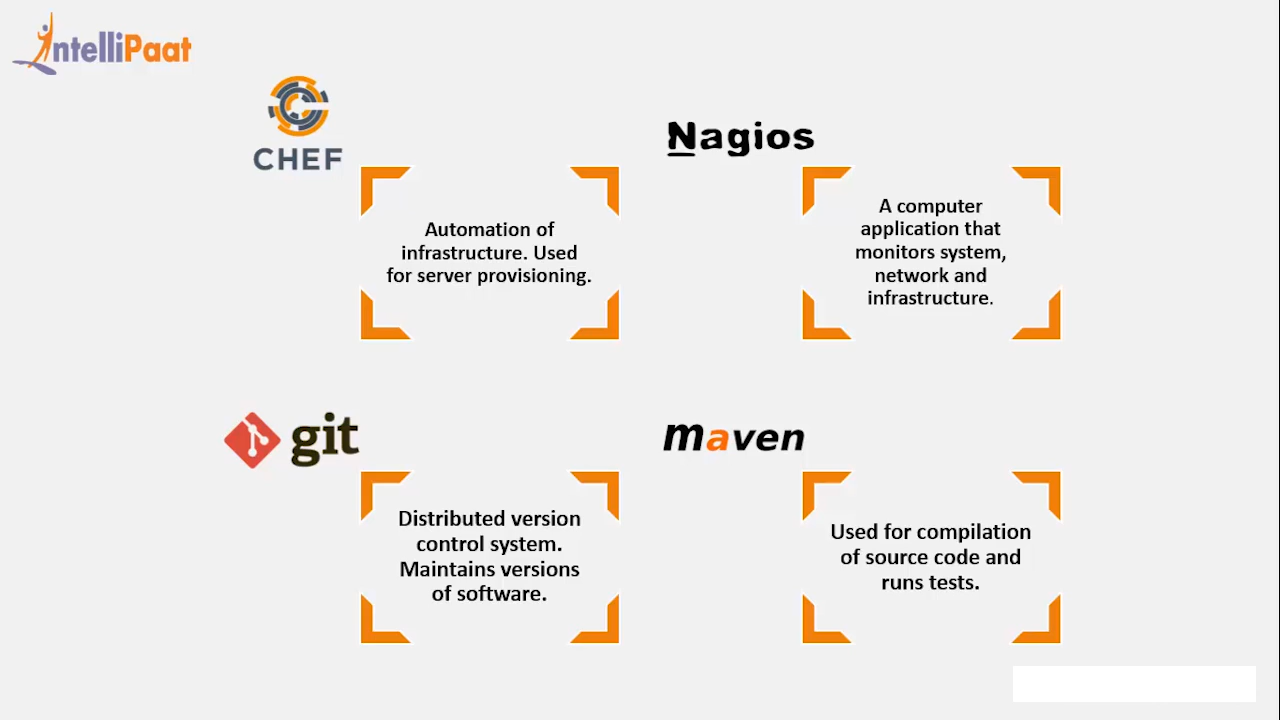 IntelliPaat
CHEF
Automation of
infrastructure. Used
for server provisioning.
Nagios
A computer
application that
monitors system,
network and
infrastructure.
git
Distributed version
control system.
Maintains versions
of software.
maven
Used for compilation
of source code and
runs tests.